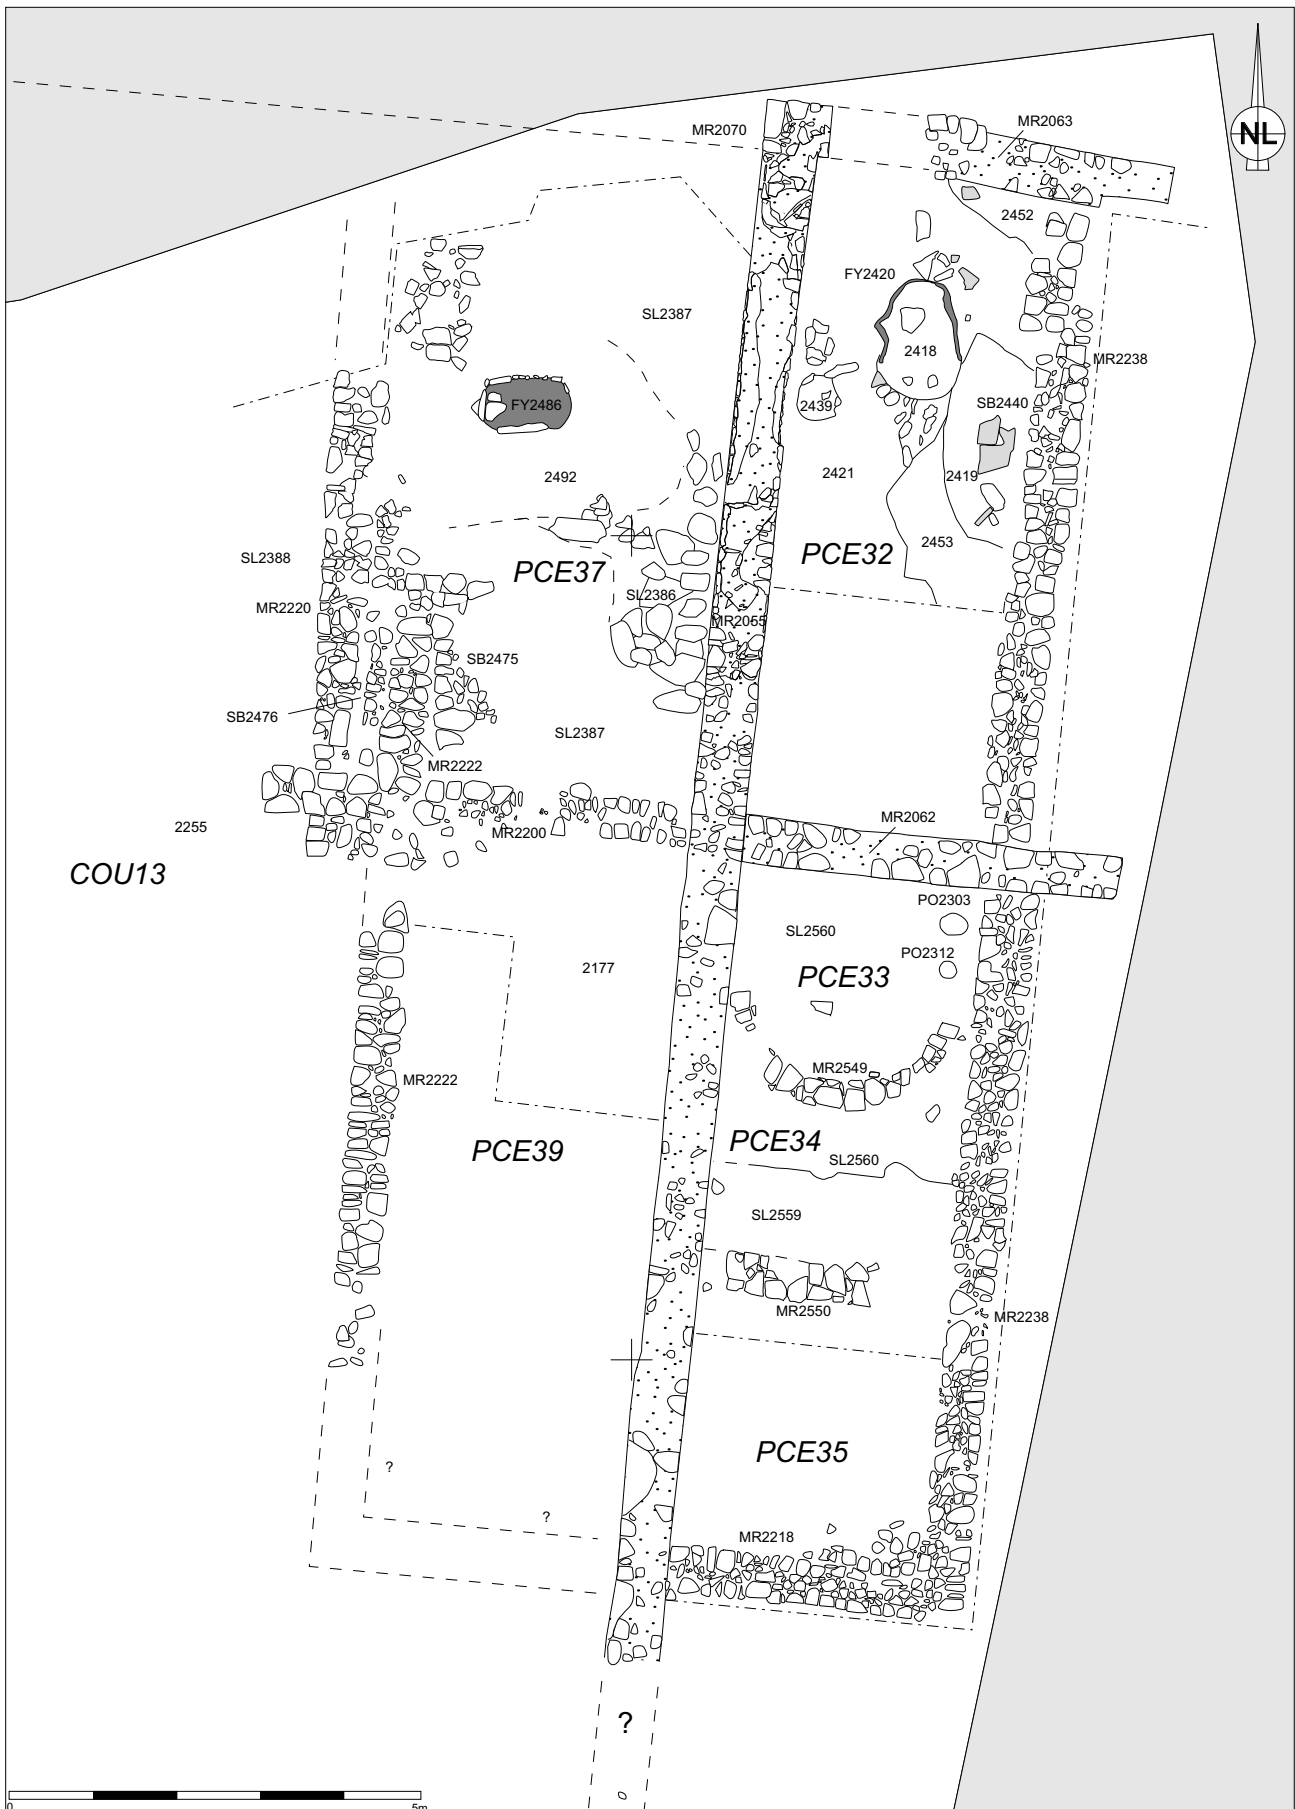 MR2070
MR2063
NL
2452
FY2420
SL2387
2418
MR2238
FY2486
2439
SB2440
2492
2421
2419
2453
PCE32
SL2388
PCE37
SL2386
MR2220
MR2055
SB2475
SB2476
SL2387
MR2222
MR2062
2255
MR2200
COU13
PO2303
SL2560
PO2312
2177
PCE33
MR2549
MR2222
PCE34
PCE39
SL2560
SL2559
MR2550
MR2238
PCE35
?
?
MR2218
?
0 5m